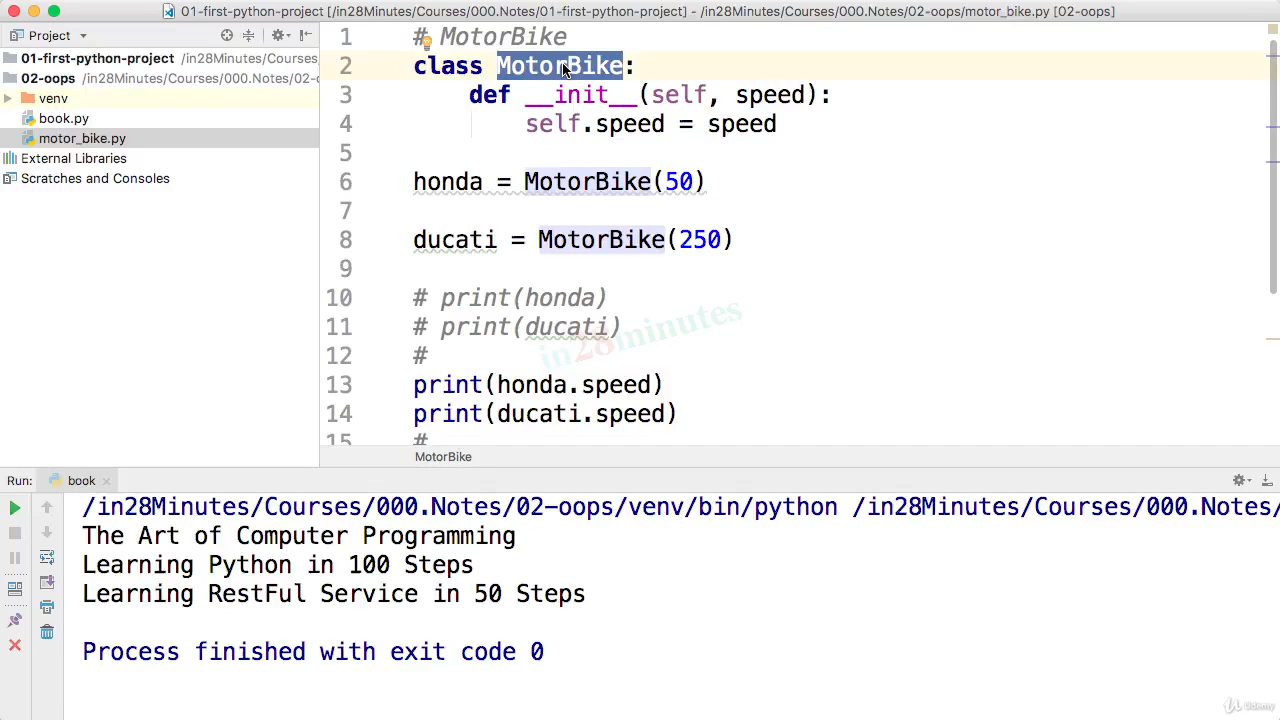 01-first-python-project [/in28Minutes/Courses/000.Notes/01-first-python-project] - /in28Minutes/Courses/000.Notes/02-oops/motor_bike.py [02-oops]
Project
01-first-python-project /in28Minutes/Courses
02-oops /in28Minutes/Courses/000.Notes/02-o
venv
book.py
motor_bike.py
External Libraries
Scratches and Consoles
1 # MotorBike
2 class MotorBike:
3 def __init__(self, speed):
4 self.speed = speed
5
6 honda = MotorBike(50)
7
8 ducati = MotorBike(250)
9
10 # print(honda)
11 # print(ducati)
12 #
13 print(honda.speed)
14 print(ducati.speed)
15 #
in28minutes
MotorBike
Run: book
/in28Minutes/Courses/000.Notes/02-oops/venv/bin/python /in28Minutes/Courses/000.Notes/
The Art of Computer Programming
Learning Python in 100 Steps
Learning RestFul Service in 50 Steps
Process finished with exit code 0
Udemy